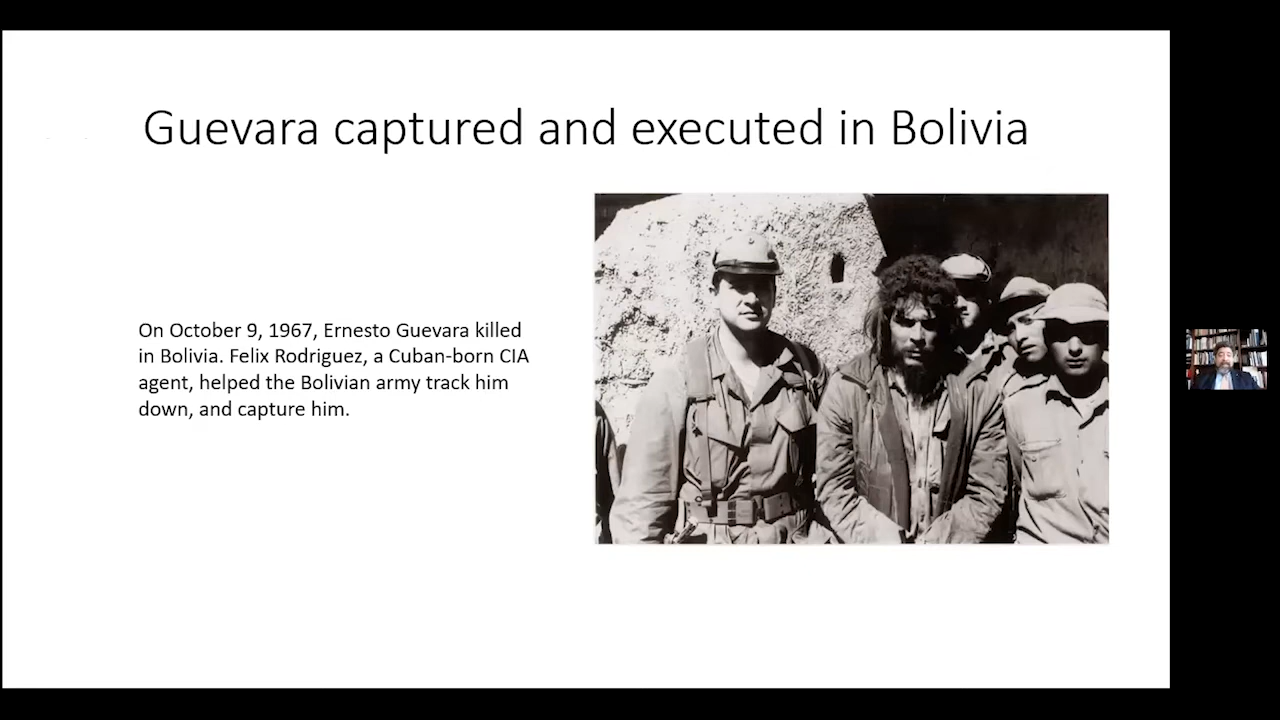 Guevara captured and executed in Bolivia
On October 9, 1967, Ernesto Guevara killed
in Bolivia. Felix Rodriguez, a Cuban-born CIA
agent, helped the Bolivian army track him
down, and capture him.